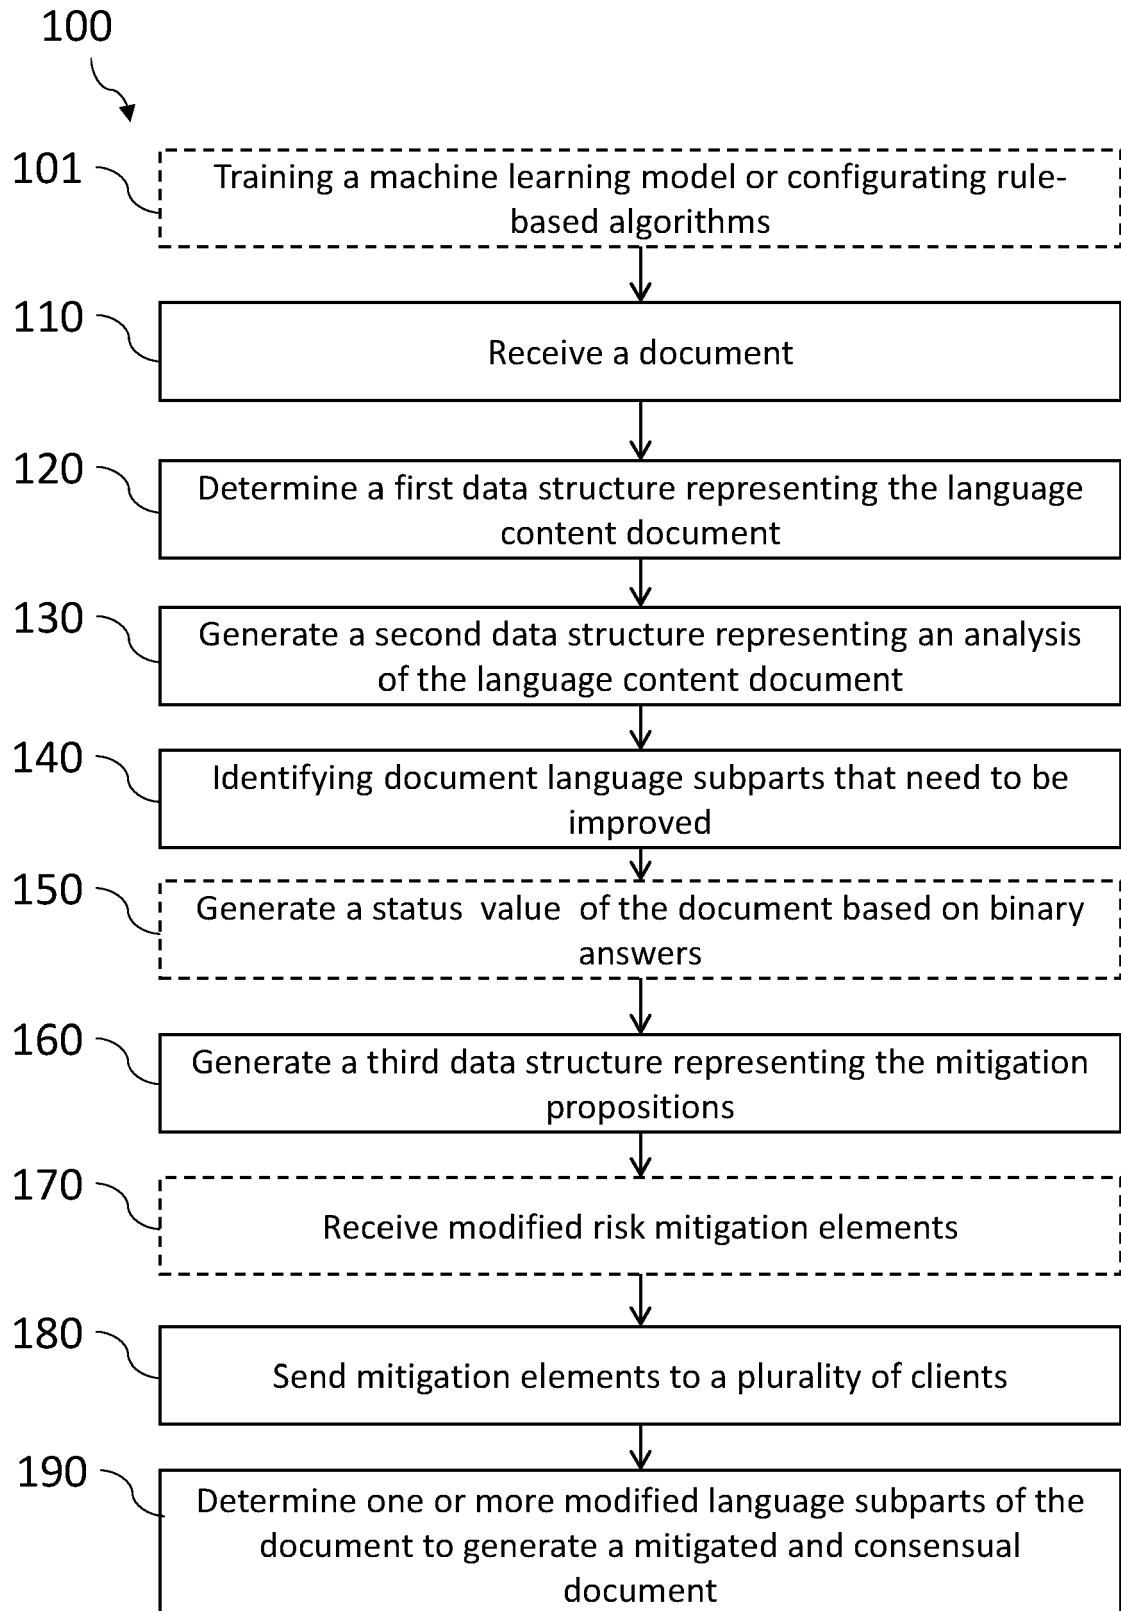 100
101
Training a machine learning model or configurating rule-
based algorithms
110
Receive a document
120
Determine a first data structure representing the language
content document
130
Generate a second data structure representing an analysis
of the language content document
140
Identifying document language subparts that need to be
improved
150
Generate a status value of the document based on binary
answers
160
Generate a third data structure representing the mitigation
propositions
170
Receive modified risk mitigation elements
180
Send mitigation elements to a plurality of clients
190
Determine one or more modified language subparts of the
document to generate a mitigated and consensual
document